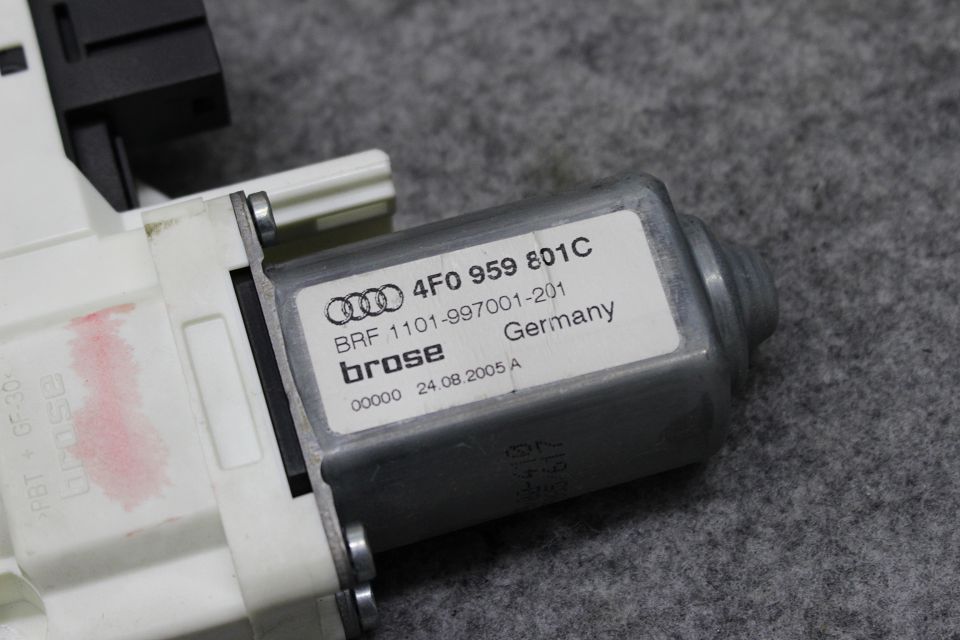 4F0 959 801C
BRF 1101-997001-201
brose Germany
00000 24.08.2005 A
>PBT + GF-30<
brose